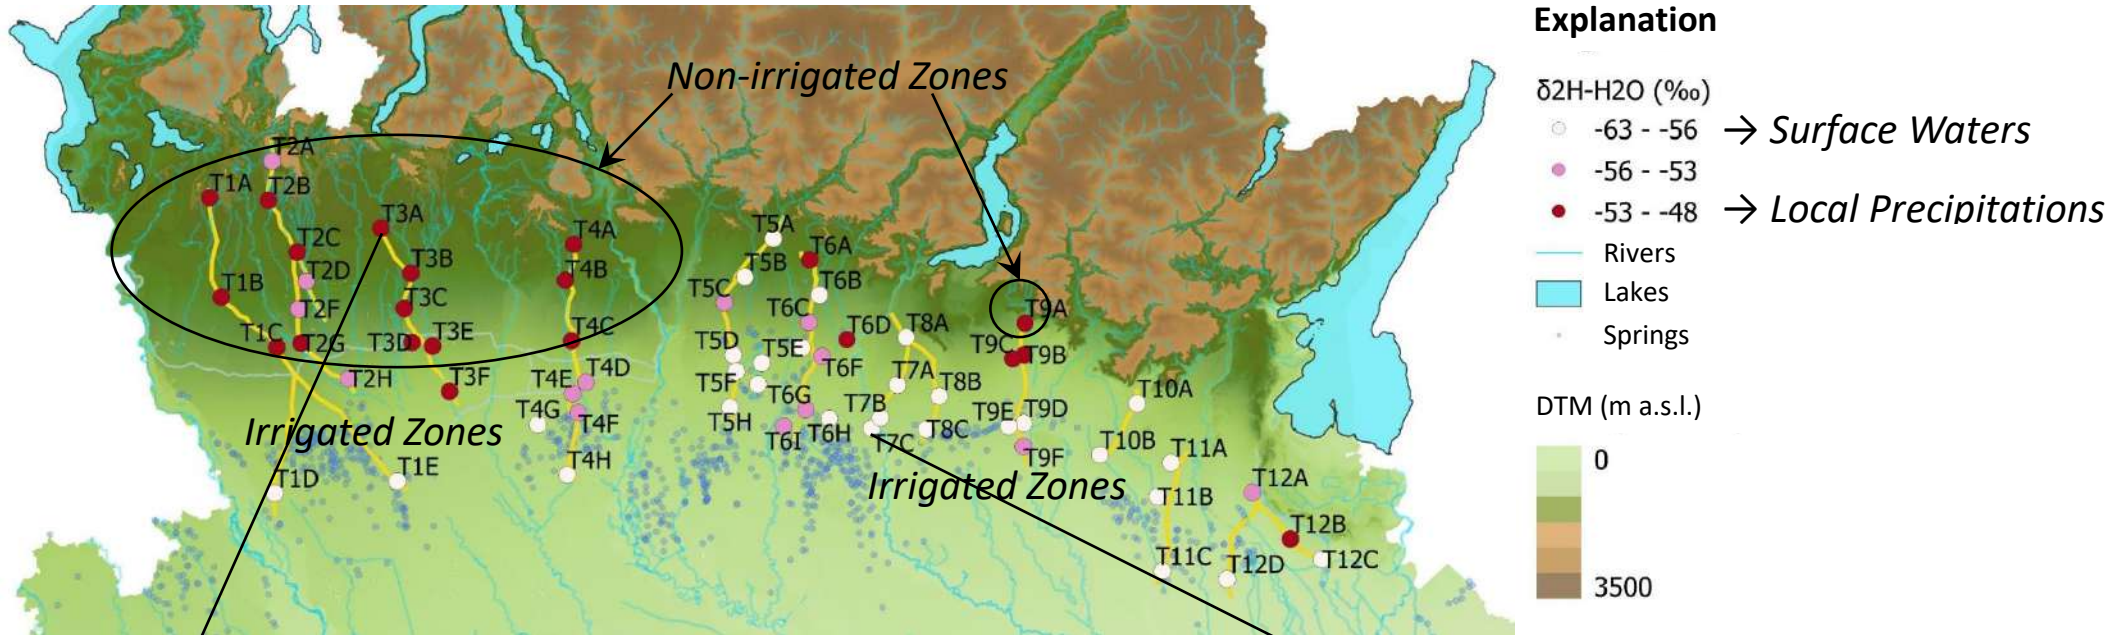 Explanation
δ2H-H2O (‰)
-63 - -56 → Surface Waters
-56 - -53
-53 - -48 → Local Precipitations
Rivers
Lakes
Springs
DTM (m a.s.l.)
0
3500
Non-irrigated Zones
T2A
T1A
T2B
T3A
T2C
T4A
T5A
T6A
T2D
T3B
T4B
T5B
T6B
T1B
T2F
T3C
T5C
T6C
T9A
T1C
T2G
T3D
T3E
T4C
T5D
T5E
T6D
T8A
T9C
T9B
T2H
T3F
T4E
T4D
T5F
T6F
T7A
T8B
T10A
T4G
T4F
T5H
T6G
T6I
T6H
T7B
T7C
T8C
T9E
T9D
T10B
Irrigated Zones
T9F
T11A
T1D
T1E
T4H
Irrigated Zones
T11B
T12A
T12B
T11C
T12D
T12C